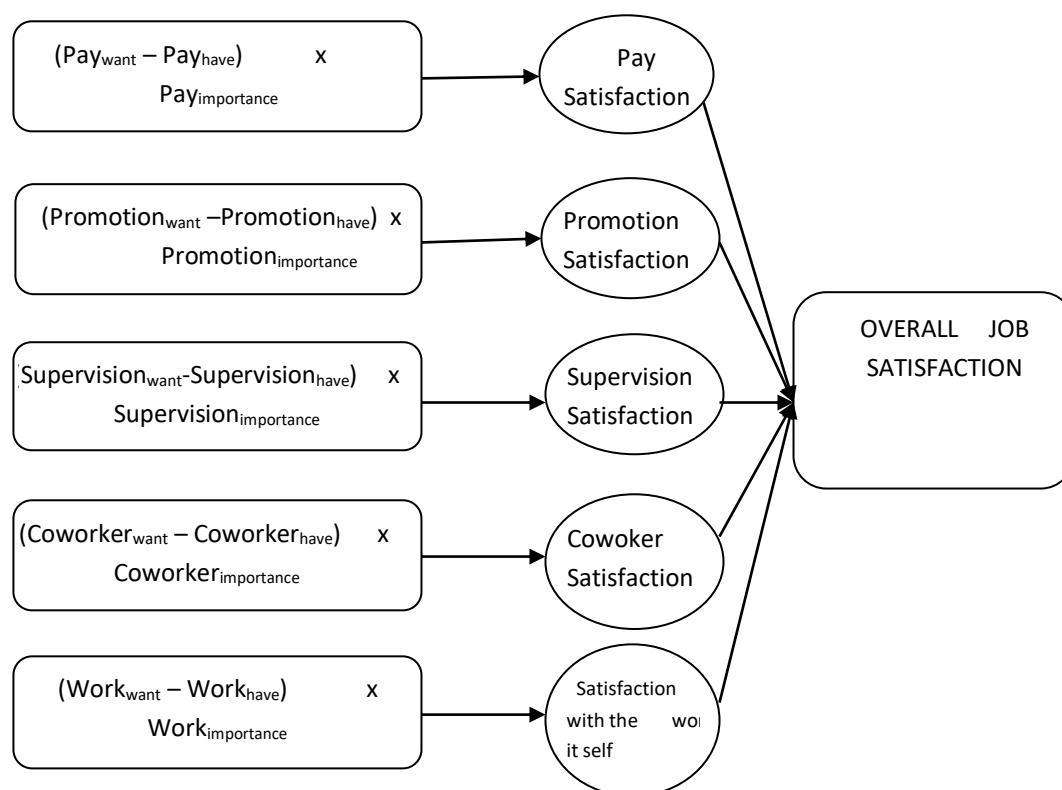 (Paywant – Payhave) x
Payimportance
Pay
Satisfaction
(Promotionwant –Promotionhave) x
Promotionimportance
Promotion
Satisfaction
OVERALL JOB
SATISFACTION
(Supervisionwant-Supervisionhave) x
Supervisionimportance
Supervision
Satisfaction
(Coworkerwant – Coworkerhave) x
Coworkerimportance
Cowoker
Satisfaction
(Workwant – Workhave) x
Workimportance
Satisfaction
with the
it self